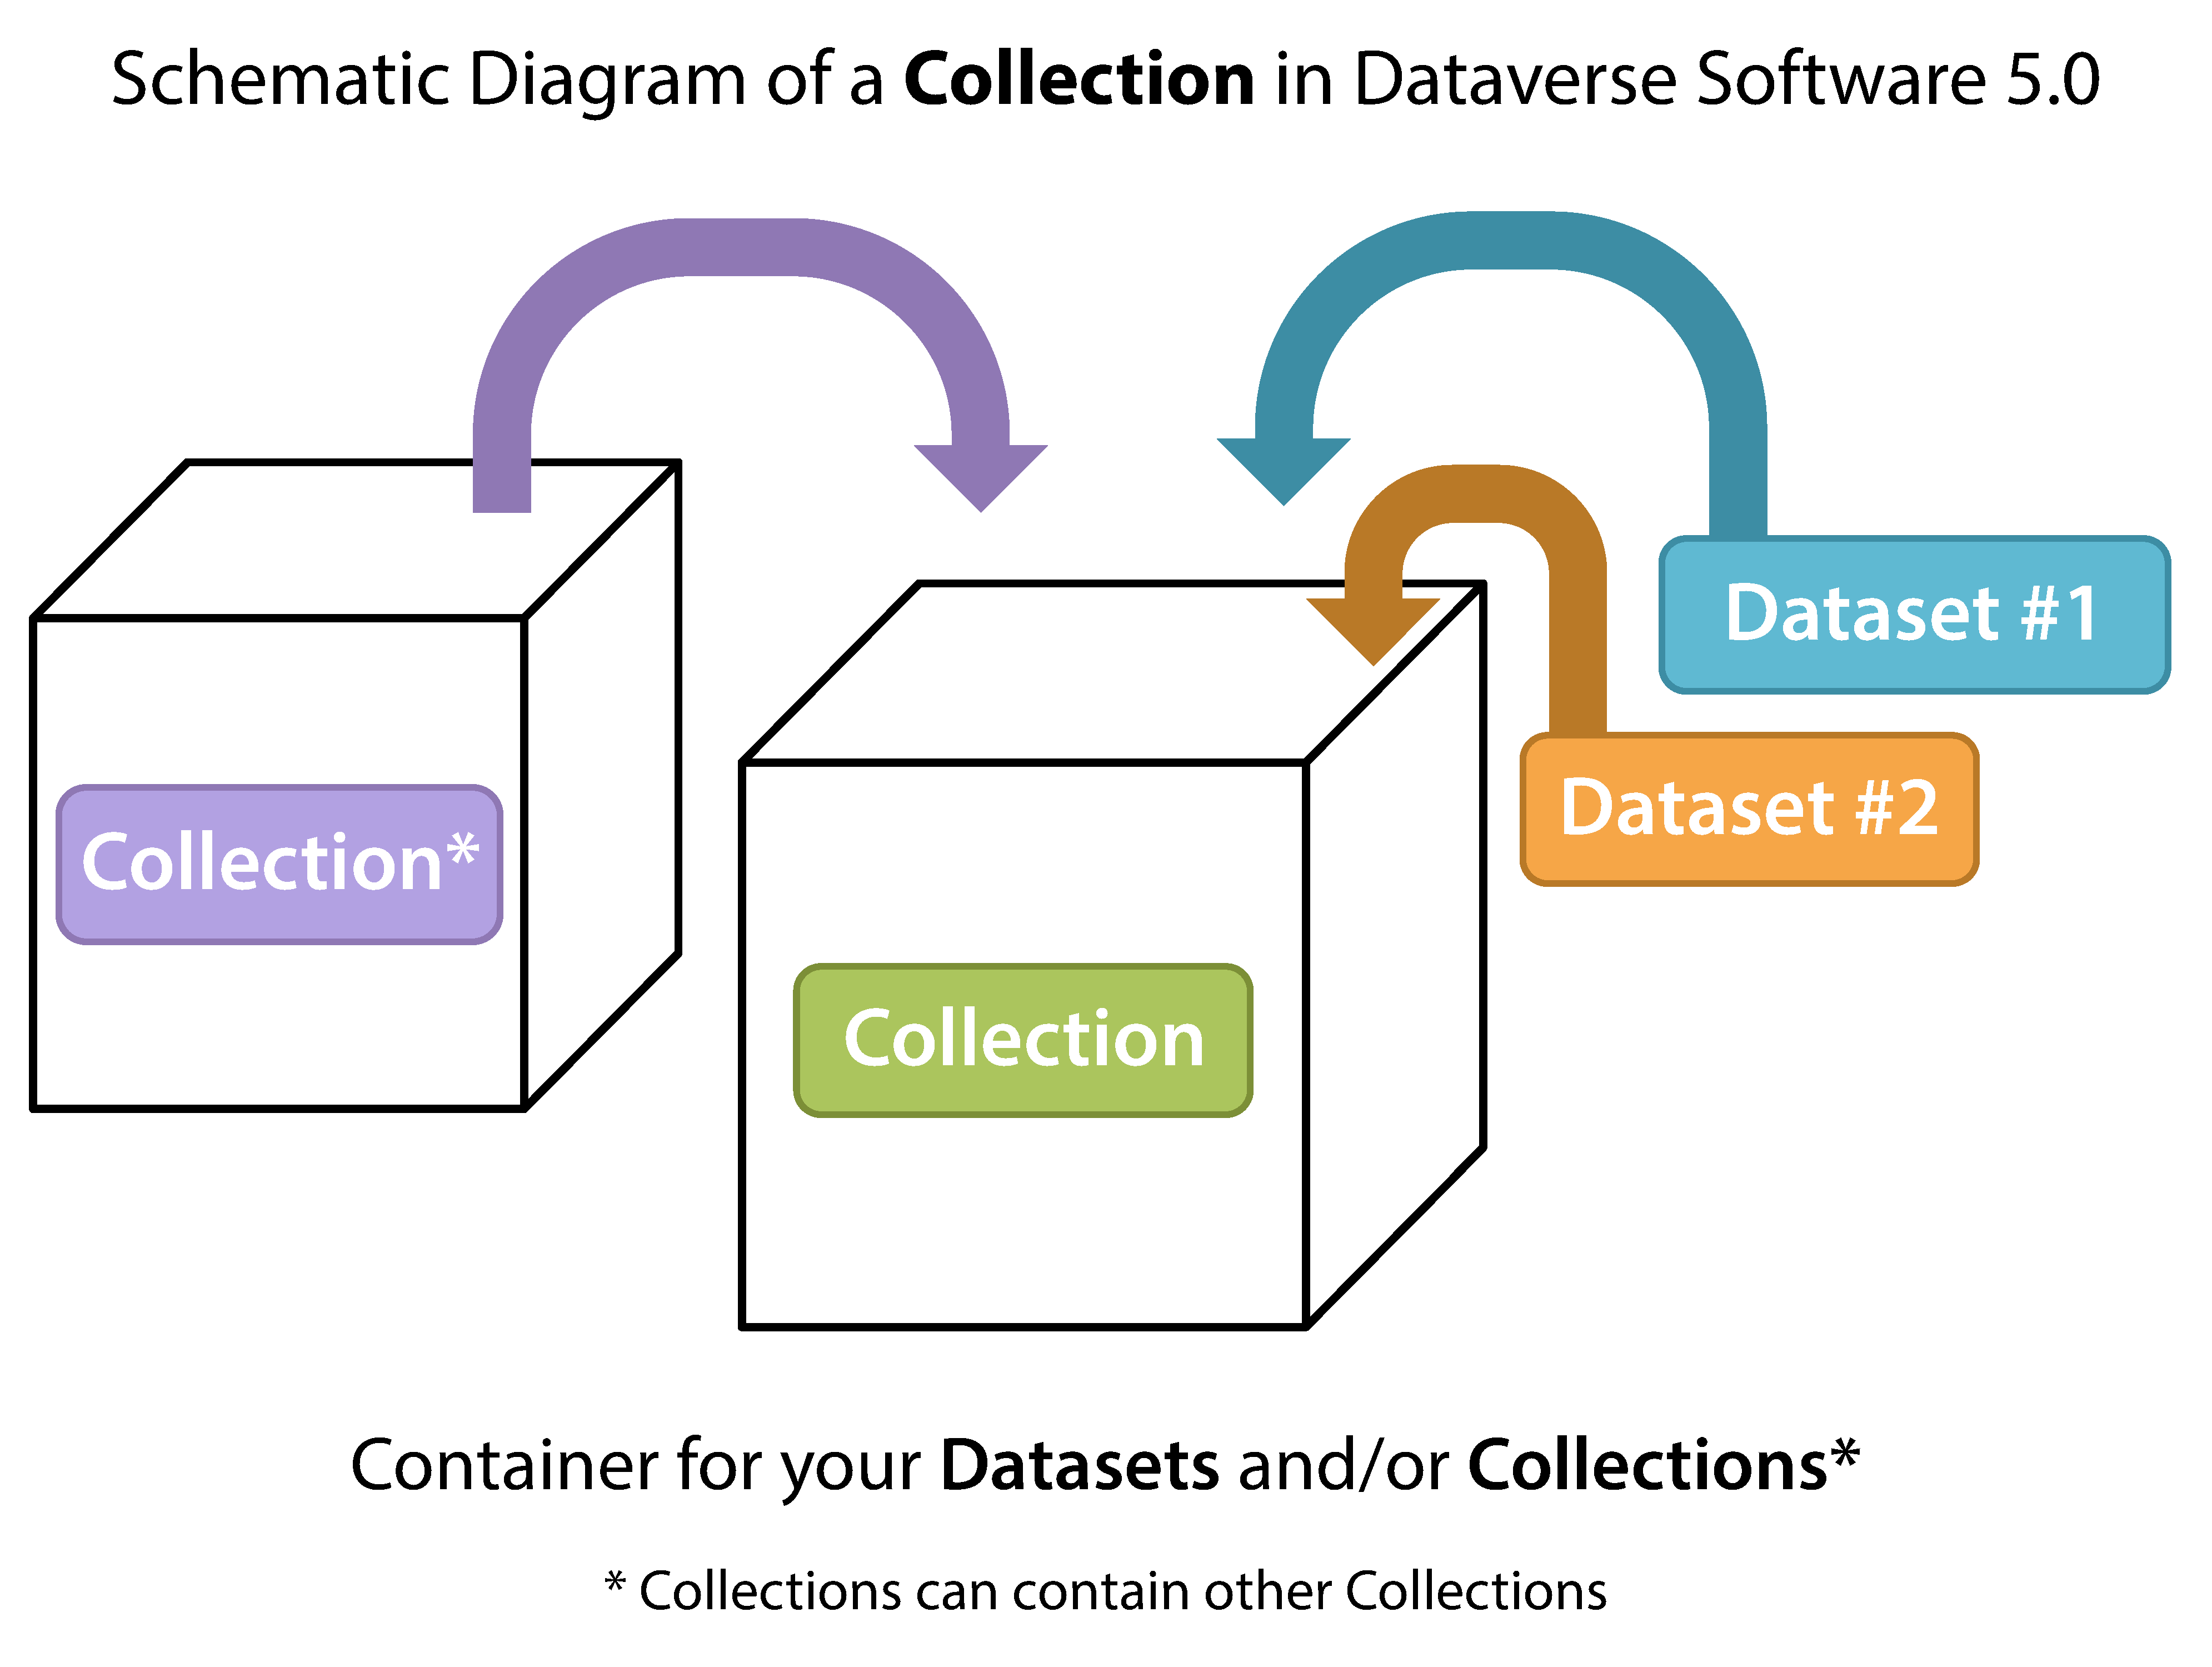 Schematic Diagram of a Collection in Dataverse Software 5.0
Dataset #1
Dataset #2
Collection*
Collection
Container for your Datasets and/or Collections*
* Collections can contain other Collections